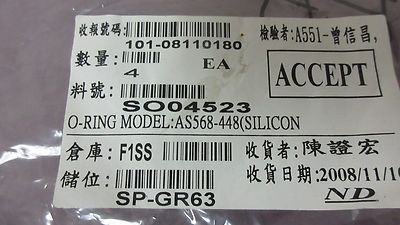 收報號碼:
101-08110180
檢驗者: A551-曾信昌,
數量:
4 EA
ACCEPT
料號:
SO04523
O-RING MODEL:AS568-448(SILICON
倉庫: F1SS
收貨者: 陳證宏
儲位:
SP-GR63
收貨日期: 2008/11/10
ND